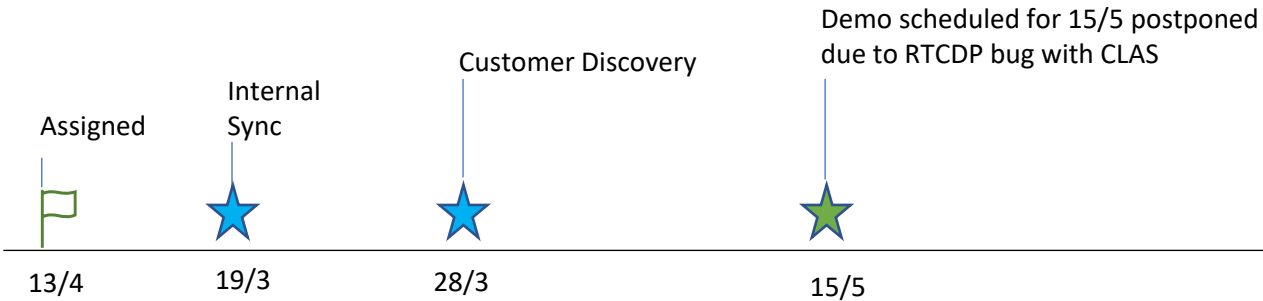 Demo scheduled for 15/5 postponed
due to RTCDP bug with CLAS
Customer Discovery
Internal
Sync
Assigned
13/4
19/3
28/3
15/5